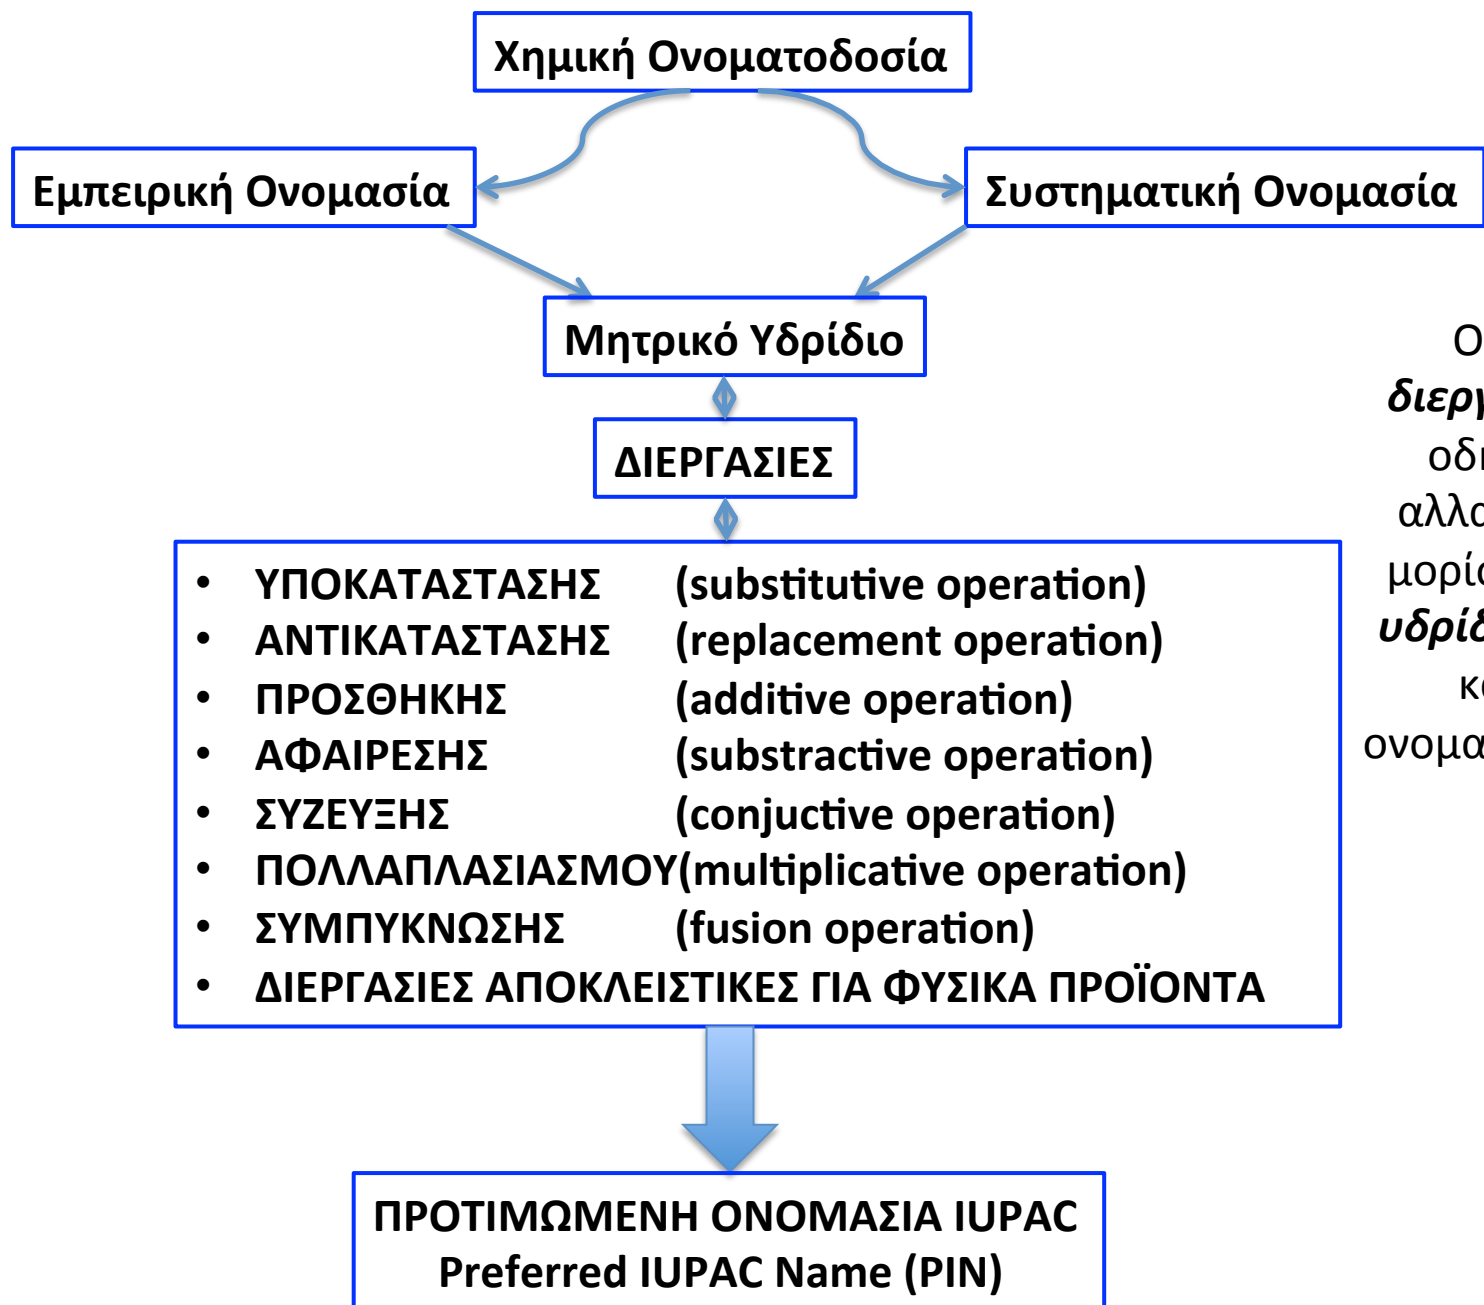 Χημική Ονοματοδοσία
Εμπειρική Ονομασία
Συστηματική Ονομασία
Μητρικό Υδρίδιο
ΔΙΕΡΓΑΣΙΕΣ
• ΥΠΟΚΑΤΑΣΤΑΣΗΣ (substitutive operation)
• ΑΝΤΙΚΑΤΑΣΤΑΣΗΣ (replacement operation)
• ΠΡΟΣΘΗΚΗΣ (additive operation)
• ΑΦΑΙΡΕΣΗΣ (substractive operation)
• ΣΥΖΕΥΞΗΣ (conjuctive operation)
• ΠΟΛΛΑΠΛΑΣΙΑΣΜΟΥ(multiplicative operation)
• ΣΥΜΠΥΚΝΩΣΗΣ (fusion operation)
• ΔΙΕΡΓΑΣΙΕΣ ΑΠΟΚΛΕΙΣΤΙΚΕΣ ΓΙΑ ΦΥΣΙΚΑ ΠΡΟΪΟΝΤΑ
ΠΡΟΤΙΜΩΜΕΝΗ ΟΝΟΜΑΣΙΑ IUPAC
Preferred IUPAC Name (PIN)